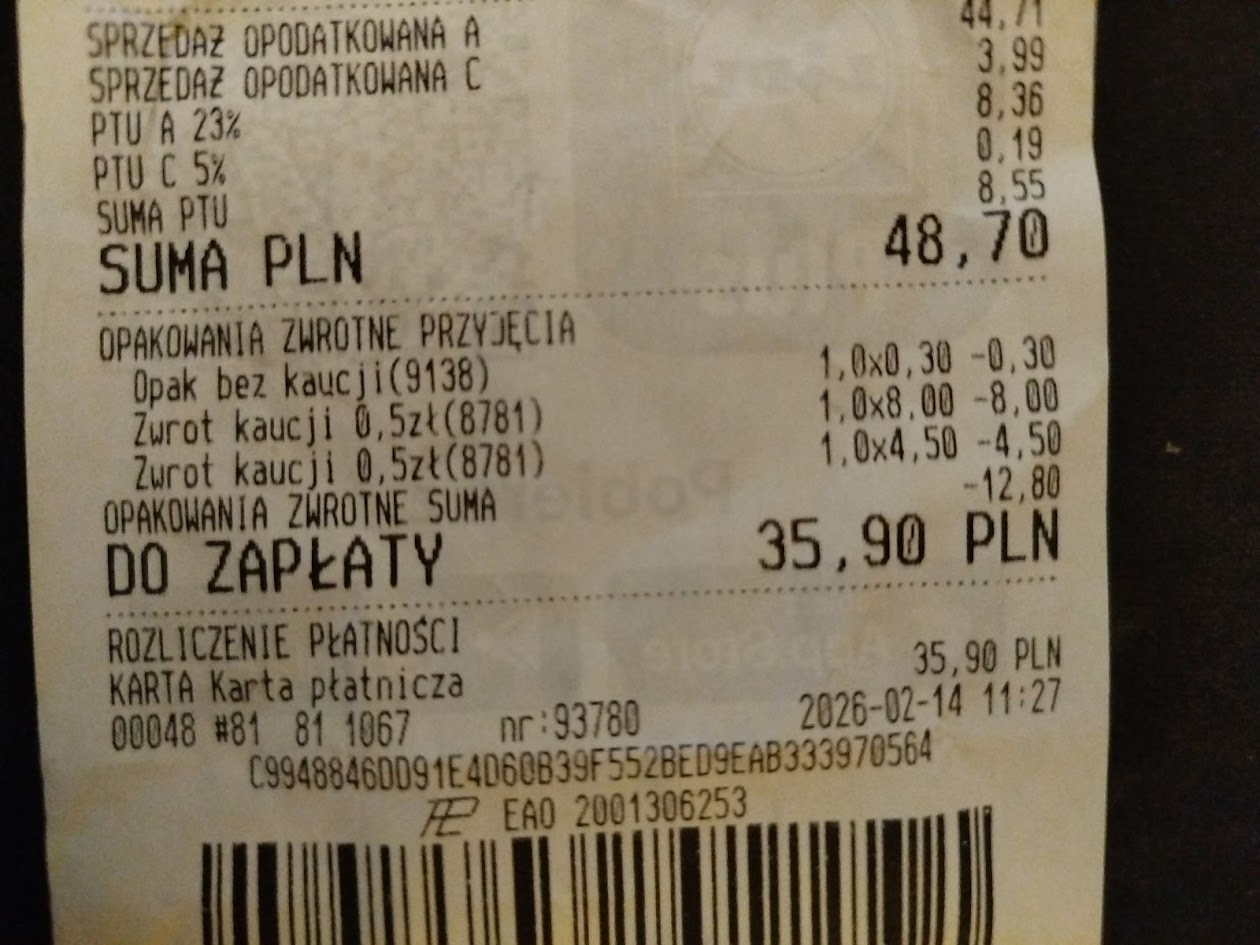 SPRZEDAŻ OPODATKOWANA A 44,71
SPRZEDAŻ OPODATKOWANA C 3,99
PTU A 23% 8,36
PTU C 5% 0,19
SUMA PTU 8,55
SUMA PLN 48,70
OPAKOWANIA ZWROTNE PRZYJĘCIA
Opak bez kaucji(9138) 1,0x0,30 -0,30
Zwrot kaucji 0,5zł(8781) 1,0x8,00 -8,00
Zwrot kaucji 0,5zł(8781) 1,0x4,50 -4,50
OPAKOWANIA ZWROTNE SUMA -12,80
DO ZAPŁATY 35,90 PLN
ROZLICZENIE PŁATNOŚCI
KARTA Karta płatnicza 35,90 PLN
00048 #81 81 1067 nr:93780 2026-02-14 11:27
C9948846DD91E4D60B39F552BED9EAB333970564
EAO 2001306253